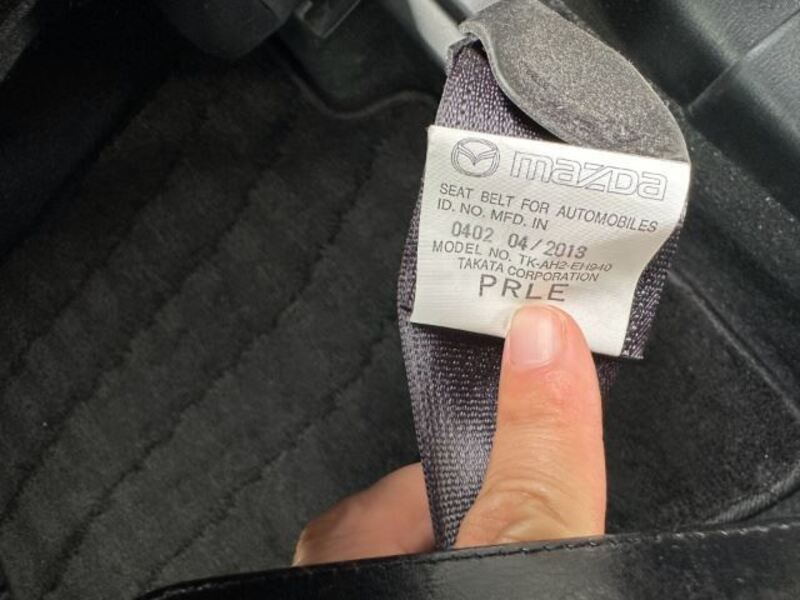 mazda
SEAT BELT FOR AUTOMOBILES
ID. NO. MFD. IN
0402 04/2013
MODEL NO. TK-AH2-EH940
TAKATA CORPORATION
PRLE